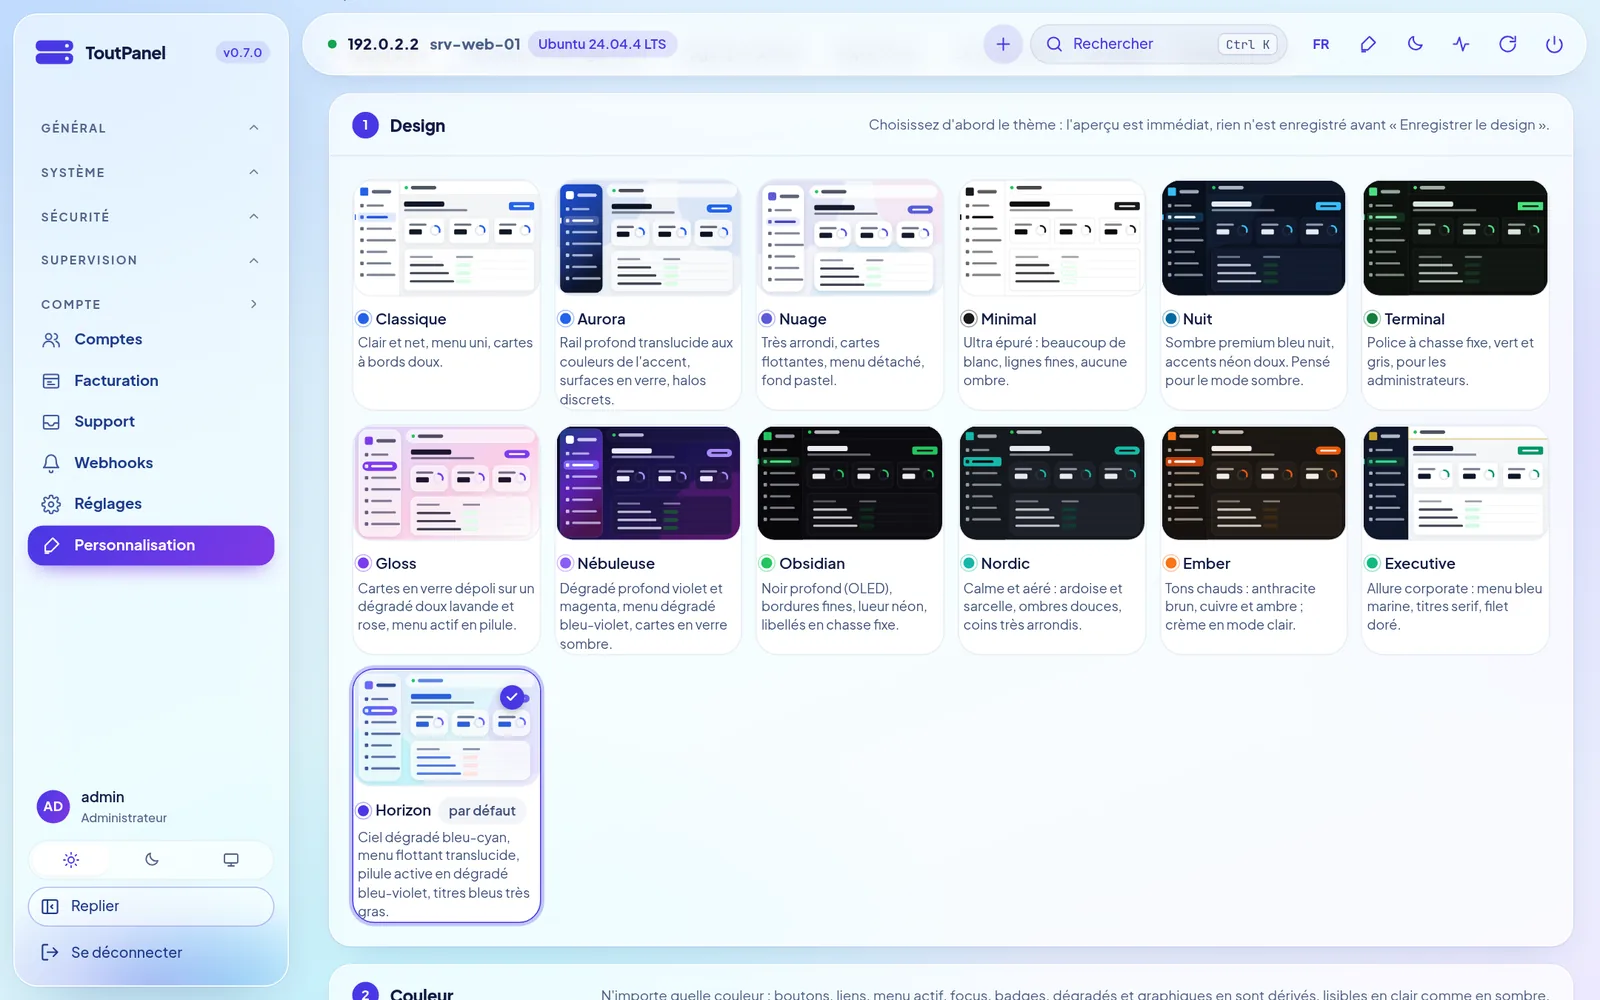 ToutPanel
v0.7.0
GÉNÉRAL
SYSTÈME
SÉCURITÉ
SUPERVISION
COMPTE
Comptes
Facturation
Support
Webhooks
Réglages
Personnalisation
AD
admin
Administrateur
Replier
Se déconnecter
192.0.2.2 srv-web-01 Ubuntu 24.04.4 LTS
Rechercher
Ctrl K
FR
1 Design
Choisissez d'abord le thème : l'aperçu est immédiat, rien n'est enregistré avant « Enregistrer le design ».
Classique
Clair et net, menu uni, cartes
à bords doux.
Aurora
Rail profond translucide aux
couleurs de l'accent,
surfaces en verre, halos
discrets.
Nuage
Très arrondi, cartes
flottantes, menu détaché,
fond pastel.
Minimal
Ultra épuré : beaucoup de
blanc, lignes fines, aucune
ombre.
Nuit
Sombre premium bleu nuit,
accents néon doux. Pensé
pour le mode sombre.
Terminal
Police à chasse fixe, vert et
gris, pour les
administrateurs.
Gloss
Cartes en verre dépoli sur un
dégradé doux lavande et
rose, menu actif en pilule.
Nébuleuse
Dégradé profond violet et
magenta, menu dégradé
bleu-violet, cartes en verre
sombre.
Obsidian
Noir profond (OLED),
bordures fines, lueur néon,
libellés en chasse fixe.
Nordic
Calme et aéré : ardoise et
sarcelle, ombres douces,
coins très arrondis.
Ember
Tons chauds : anthracite
brun, cuivre et ambre ;
crème en mode clair.
Executive
Allure corporate : menu bleu
marine, titres serif, filet
doré.
Horizon par défaut
Ciel dégradé bleu-cyan,
menu flottant translucide,
pilule active en dégradé
bleu-violet, titres bleus très
gras.
2 Couleur
N'importe quelle couleur : boutons, liens, menu actif, focus, badges, dégradés et graphiques en sont dérivés, lisibles en clair comme en sombre.